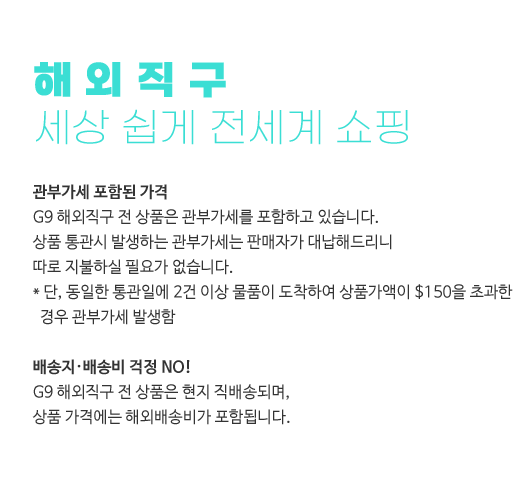 해외직구
세상 쉽게 전세계 쇼핑
관부가세 포함된 가격
G9 해외직구 전 상품은 관부가세를 포함하고 있습니다.
상품 통관시 발생하는 관부가세는 판매자가 대납해드리니
따로 지불하실 필요가 없습니다.
* 단, 동일한 통관일에 2건 이상 물품이 도착하여 상품가액이 $150을 초과한
경우 관부가세 발생함
배송지·배송비 걱정 NO!
G9 해외직구 전 상품은 현지 직배송되며,
상품 가격에는 해외배송비가 포함됩니다.